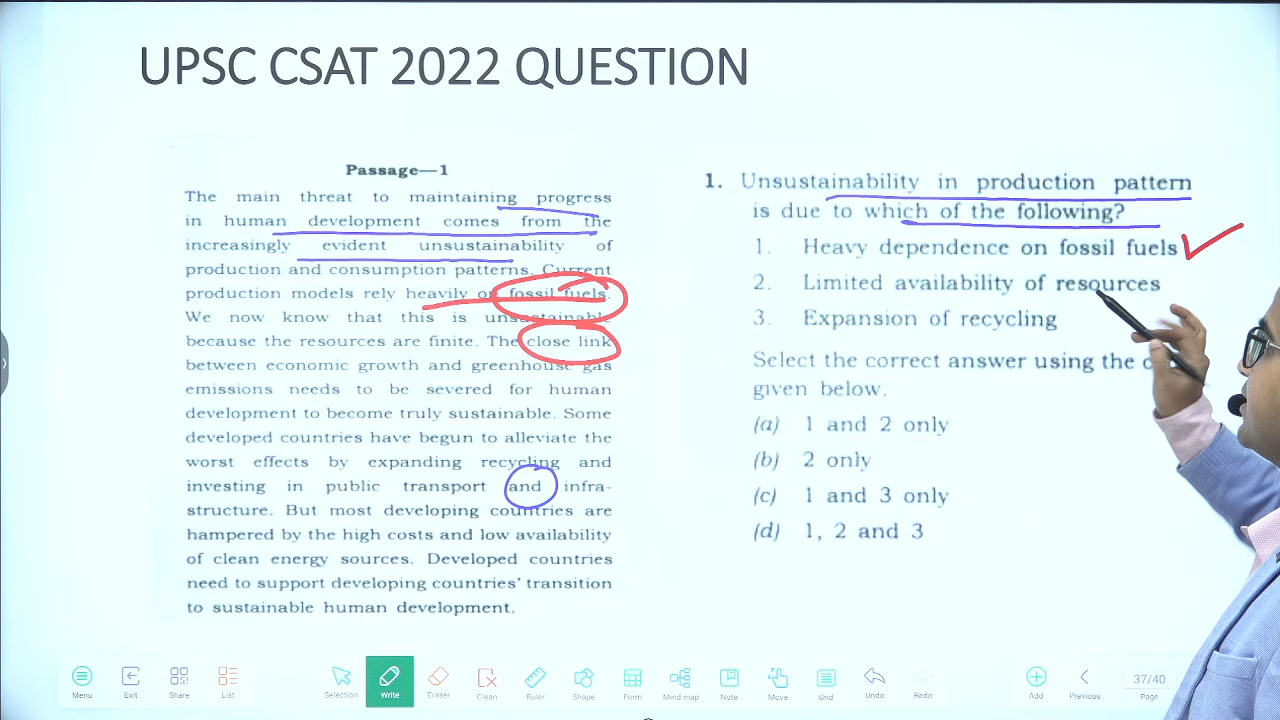 UPSC CSAT 2022 QUESTION
Passage—1
The main threat to maintaining progress
in human development comes from the
increasingly evident unsustainability of
production and consumption patterns. Current
production models rely heavily on fossil fuels.
We now know that this is unsustainable
because the resources are finite. The close link
between economic growth and greenhouse gas
emissions needs to be severed for human
development to become truly sustainable. Some
developed countries have begun to alleviate the
worst effects by expanding recycling and
investing in public transport and infra-
structure. But most developing countries are
hampered by the high costs and low availability
of clean energy sources. Developed countries
need to support developing countries' transition
to sustainable human development.
1. Unsustainability in production pattern
is due to which of the following?
1. Heavy dependence on fossil fuels
2. Limited availability of resources
3. Expansion of recycling
Select the correct answer using the
given below.
(a) 1 and 2 only
(b) 2 only
(c) 1 and 3 only
(d) 1, 2 and 3
Menu Exit Share List Selection Write Eraser Clean Ruler Shape Form Mind map Note Move Grid Undo Redo Add Previous 37/40 Page